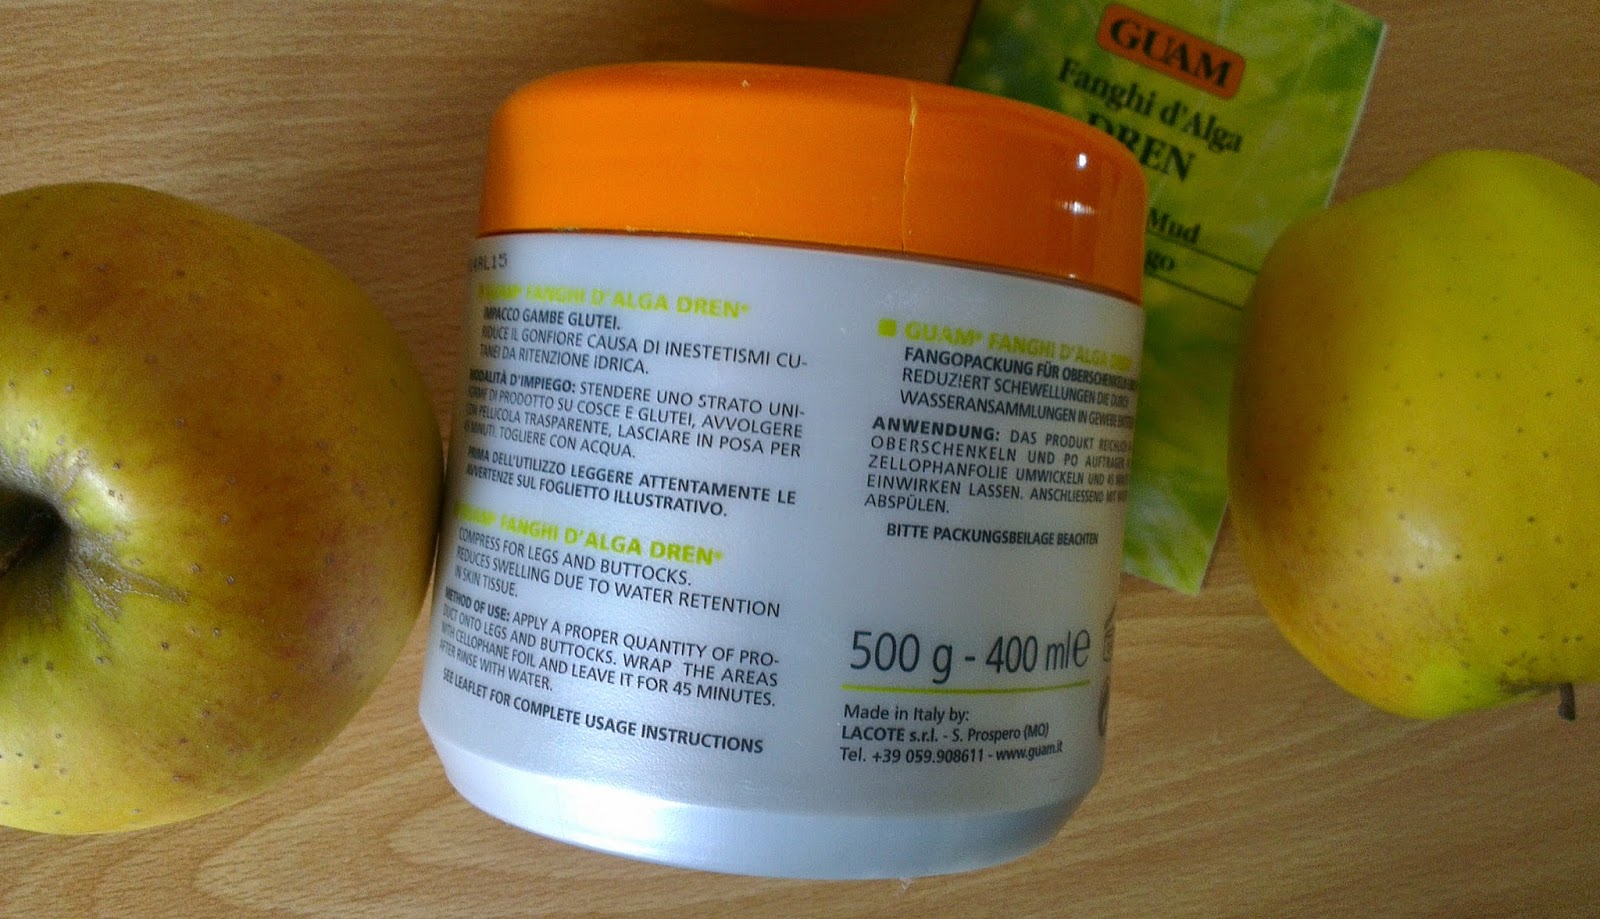 GUAM
Fanghi d'Alga
DREN
Mud
GUAM® FANGHI D'ALGA DREN®
IMPACCO GAMBE GLUTEI.
RIDUCE IL GONFIORE CAUSA DI INESTETISMI CU-
TANEI DA RITENZIONE IDRICA.
MODALITÀ D'IMPIEGO: STENDERE UNO STRATO UNI-
FORME DI PRODOTTO SU COSCE E GLUTEI, AVVOLGERE
CON PELLICOLA TRASPARENTE, LASCIARE IN POSA PER
45 MINUTI. TOGLIERE CON ACQUA.
PRIMA DELL'UTILIZZO LEGGERE ATTENTAMENTE LE
AVVERTENZE SUL FOGLIETTO ILLUSTRATIVO.
GUAM® FANGHI D'ALGA DREN®
COMPRESS FOR LEGS AND BUTTOCKS.
REDUCES SWELLING DUE TO WATER RETENTION
IN SKIN TISSUE.
METHOD OF USE: APPLY A PROPER QUANTITY OF PRO-
DUCT ONTO LEGS AND BUTTOCKS. WRAP THE AREAS
WITH CELLOPHANE FOIL AND LEAVE IT FOR 45 MINUTES.
AFTER RINSE WITH WATER.
SEE LEAFLET FOR COMPLETE USAGE INSTRUCTIONS
GUAM® FANGHI D'ALGA DREN
FANGOPACKUNG FÜR OBERSCHENKEL
REDUZIERT SCHEWELLUNGEN DIE DURCH
WASSERANSAMMLUNGEN IN GEWEBE
ANWENDUNG: DAS PRODUKT REICHLICH
OBERSCHENKELN UND PO AUFTRAGEN
ZELLOPHANFOLIE UMWICKELN UND 45
EINWIRKEN LASSEN. ANSCHLIESSEND MIT
ABSPÜLEN.
BITTE PACKUNGSBEILAGE BEACHTEN
500 g - 400 ml ℮
Made in Italy by:
LACOTE s.r.l. - S. Prospero (MO)
Tel. +39 059.908611 - www.guam.it